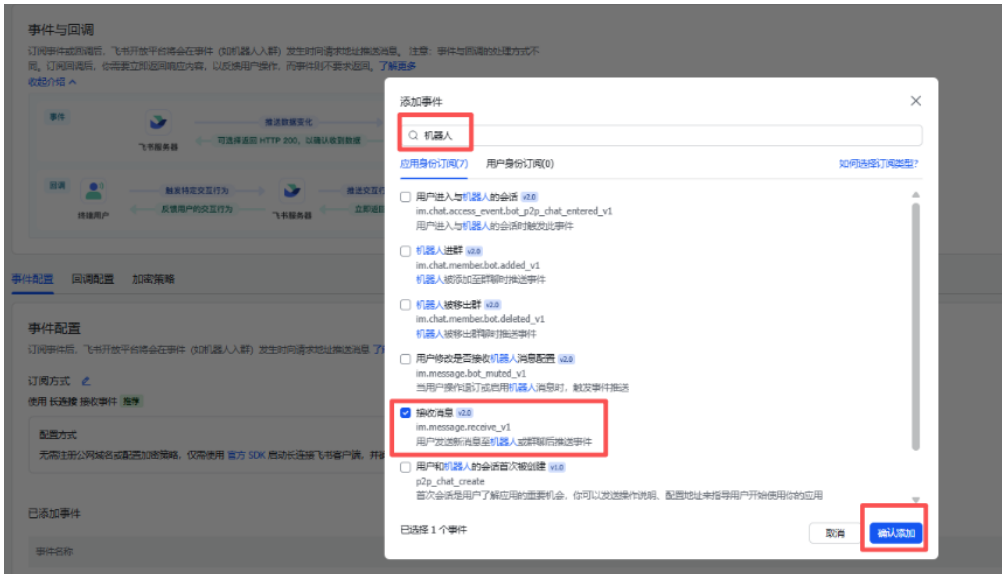 事件与回调
订阅事件或回调后，飞书开放平台将会在事件（如机器人入群）发生时向请求地址推送消息。 注意：事件与回调的处理方式不
同。订阅回调后，你需要立即返回响应内容，以反馈用户操作，而事件则不要求返回。了解更多
收起介绍
事件
飞书服务器
推送数据变化
可选择返回 HTTP 200，以确认收到数据
回调
终端用户
触发特定交互行为
反馈用户的交互行为
飞书服务器
推送交互行
立即返回
事件配置 回调配置 加密策略
事件配置
订阅事件后，飞书开放平台将会在事件（如机器人入群）发生时向请求地址推送消息 了
订阅方式
使用 长连接 接收事件 推荐
配置方式
无需注册公网域名或配置加密策略，仅需使用 官方 SDK 启动长连接飞书客户端，并
已添加事件
事件名称
添加事件
机器人
应用身份订阅(7) 用户身份订阅(0) 如何选择订阅类型?
用户进入与机器人的会话 v2.0
im.chat.access_event.bot_p2p_chat_entered_v1
用户进入与机器人的会话时触发此事件
机器人进群 v2.0
im.chat.member.bot.added_v1
机器人被添加至群聊时推送事件
机器人被移出群 v2.0
im.chat.member.bot.deleted_v1
机器人被移出群聊时推送事件
用户修改是否接收机器人消息配置 v2.0
im.message.bot_muted_v1
当用户操作退订或启用机器人消息时，触发事件推送
接收消息 v2.0
im.message.receive_v1
用户发送新消息至机器人或群聊后推送事件
用户和机器人的会话首次被创建 v1.0
p2p_chat_create
首次会话是用户了解应用的重要机会，你可以发送操作说明、配置地址来指导用户开始使用你的应用
已选择 1 个事件
取消 确认添加